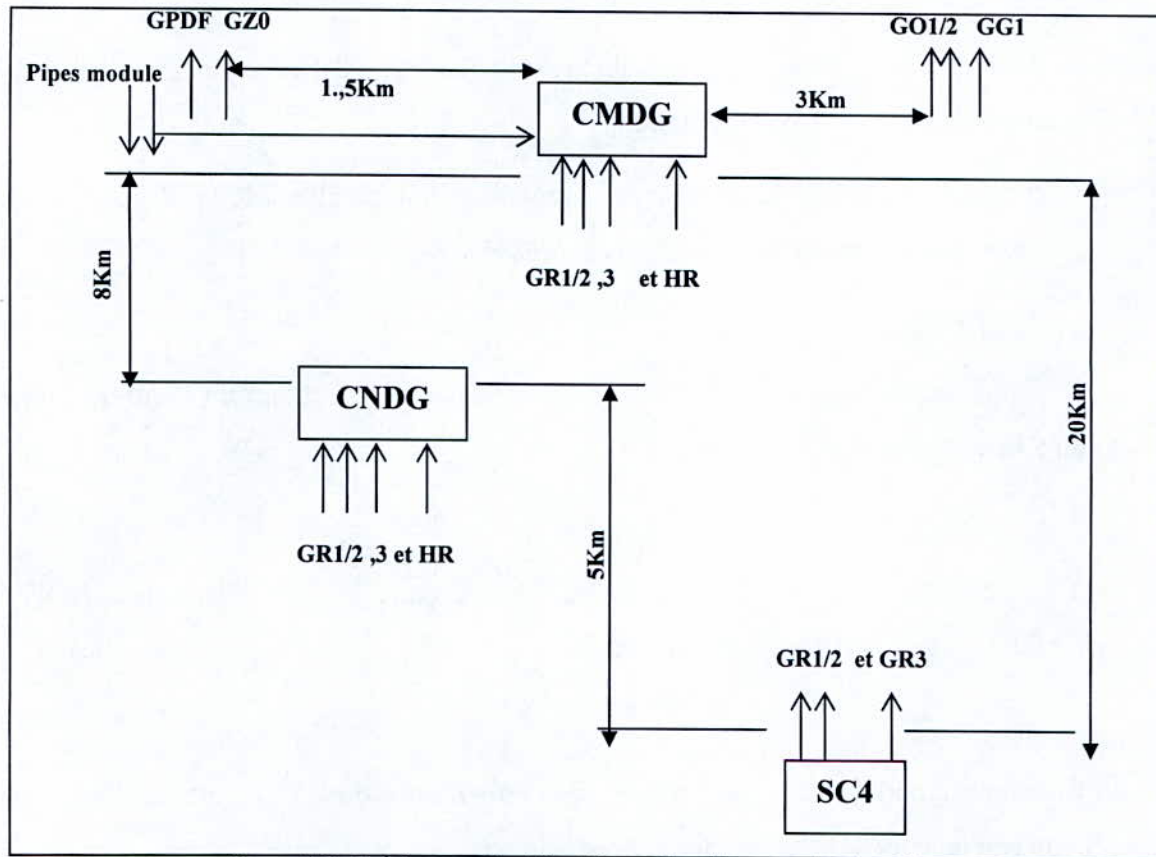 GPDF GZ0
GO1/2 GG1
Pipes module
1.,5Km
CMDG
3Km
8Km
GR1/2 ,3 et HR
20Km
CNDG
5Km
GR1/2 ,3 et HR
GR1/2 et GR3
SC4